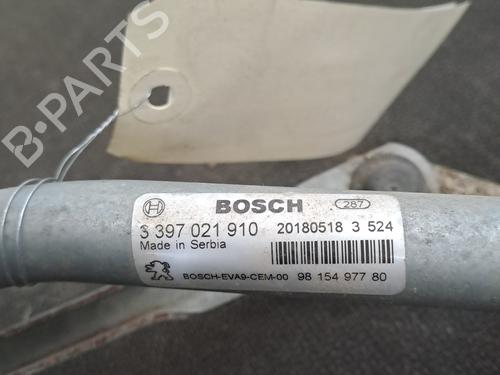 B-PARTS
BOSCH 287
3 397 021 910 20180518 3 524
Made in Serbia
BOSCH-EVA9-CEM-00 98 154 977 80